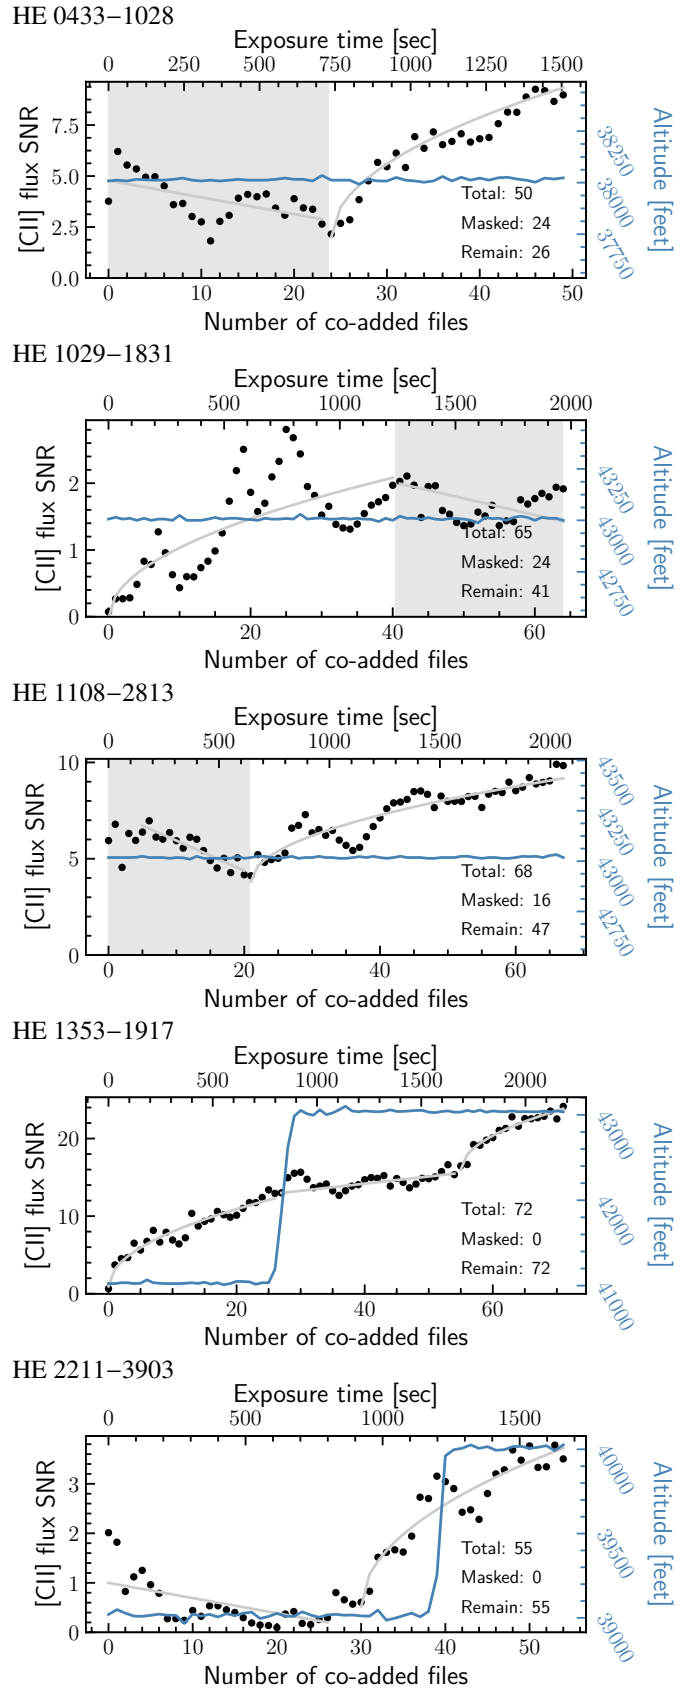 HE 0433−1028
Exposure time [sec]
0 250 500 750 1000 1250 1500
[CII] flux SNR
7.5
5.0
2.5
0.0
38250
38000
37750
Altitude [feet]
Total: 50
Masked: 24
Remain: 26
0 10 20 30 40 50
Number of co-added files
HE 1029−1831
Exposure time [sec]
0 500 1000 1500 2000
[CII] flux SNR
2
1
0
43250
43000
42750
Altitude [feet]
Total: 65
Masked: 24
Remain: 41
0 20 40 60
Number of co-added files
HE 1108−2813
Exposure time [sec]
0 500 1000 1500 2000
[CII] flux SNR
10
5
0
43500
43250
43000
42750
Altitude [feet]
Total: 68
Masked: 16
Remain: 47
0 20 40 60
Number of co-added files
HE 1353−1917
Exposure time [sec]
0 500 1000 1500 2000
[CII] flux SNR
20
10
0
43000
42000
41000
Altitude [feet]
Total: 72
Masked: 0
Remain: 72
0 20 40 60
Number of co-added files
HE 2211−3903
Exposure time [sec]
0 500 1000 1500
[CII] flux SNR
3
2
1
0
40000
39500
39000
Altitude [feet]
Total: 55
Masked: 0
Remain: 55
0 10 20 30 40 50
Number of co-added files